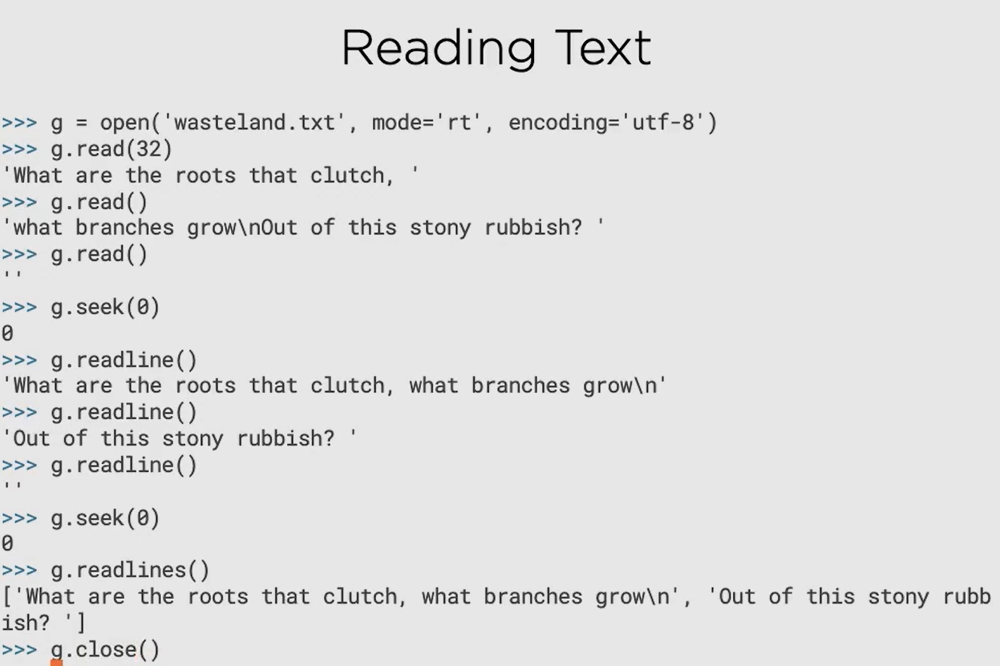 Reading Text
>>> g = open('wasteland.txt', mode='rt', encoding='utf-8')
>>> g.read(32)
'What are the roots that clutch, '
>>> g.read()
'what branches grow\nOut of this stony rubbish? '
>>> g.read()
''
>>> g.seek(0)
0
>>> g.readline()
'What are the roots that clutch, what branches grow\n'
>>> g.readline()
'Out of this stony rubbish? '
>>> g.readline()
''
>>> g.seek(0)
0
>>> g.readlines()
['What are the roots that clutch, what branches grow\n', 'Out of this stony rubb
ish? ']
>>> g.close()